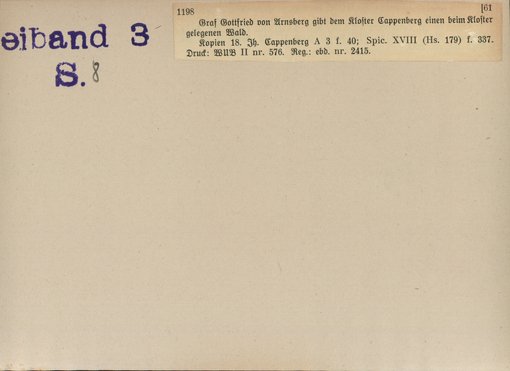 eiband 3
S. 8
1198 [61
Graf Gottfried von Arnsberg gibt dem Kloster Cappenberg einen beim Kloster
gelegenen Wald.
Kopien 18. Jh. Cappenberg A 3 f. 40; Spic. XVIII (Hs. 179) f. 337.
Druck: WUB II nr. 576. Reg.: ebd. nr. 2415.